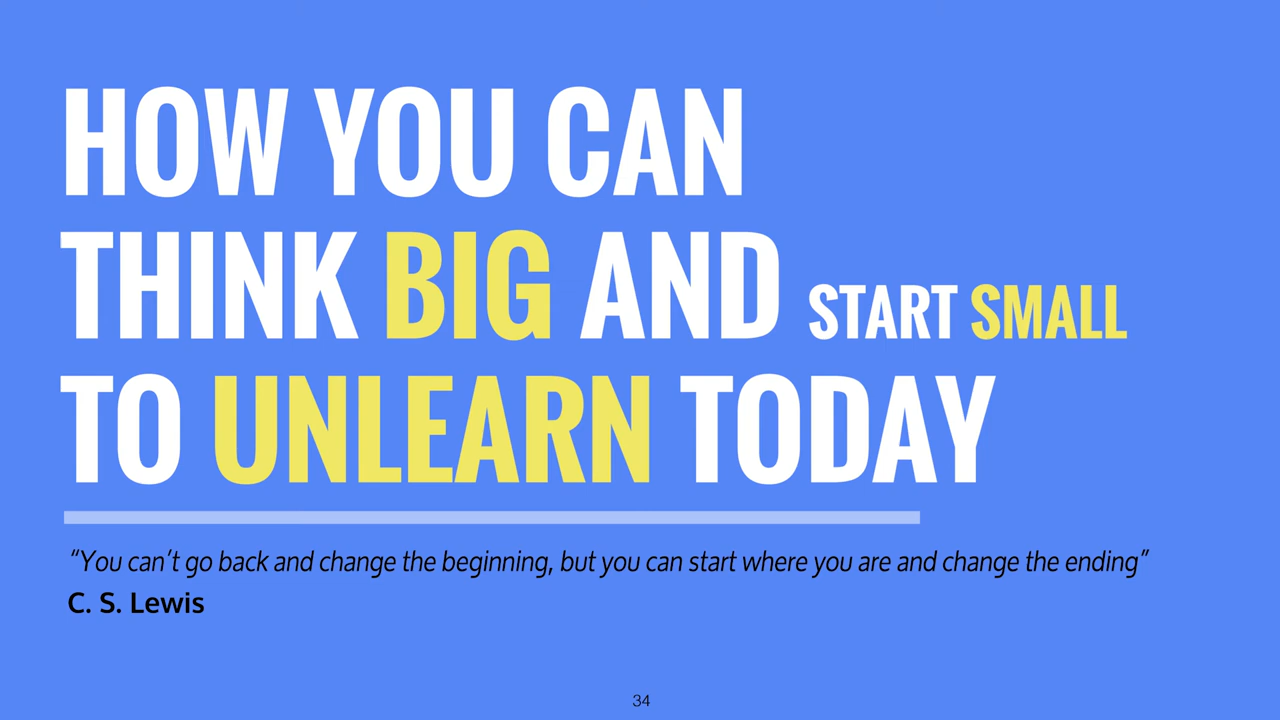 HOW YOU CAN
THINK BIG AND START SMALL
TO UNLEARN TODAY
“You can’t go back and change the beginning, but you can start where you are and change the ending”
C. S. Lewis
34